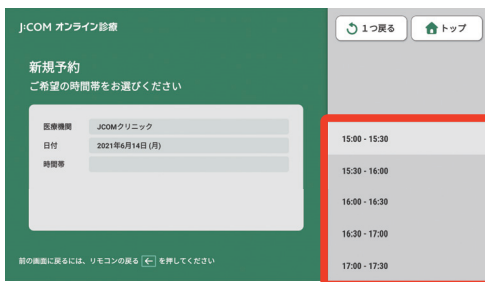 J:COM オンライン診療
1つ戻る
トップ
新規予約
ご希望の時間帯をお選びください
医療機関 JCOMクリニック
日付 2021年6月14日 (月)
時間帯
15:00 - 15:30
15:30 - 16:00
16:00 - 16:30
16:30 - 17:00
17:00 - 17:30
前の画面に戻るには、リモコンの戻る ← を押してください